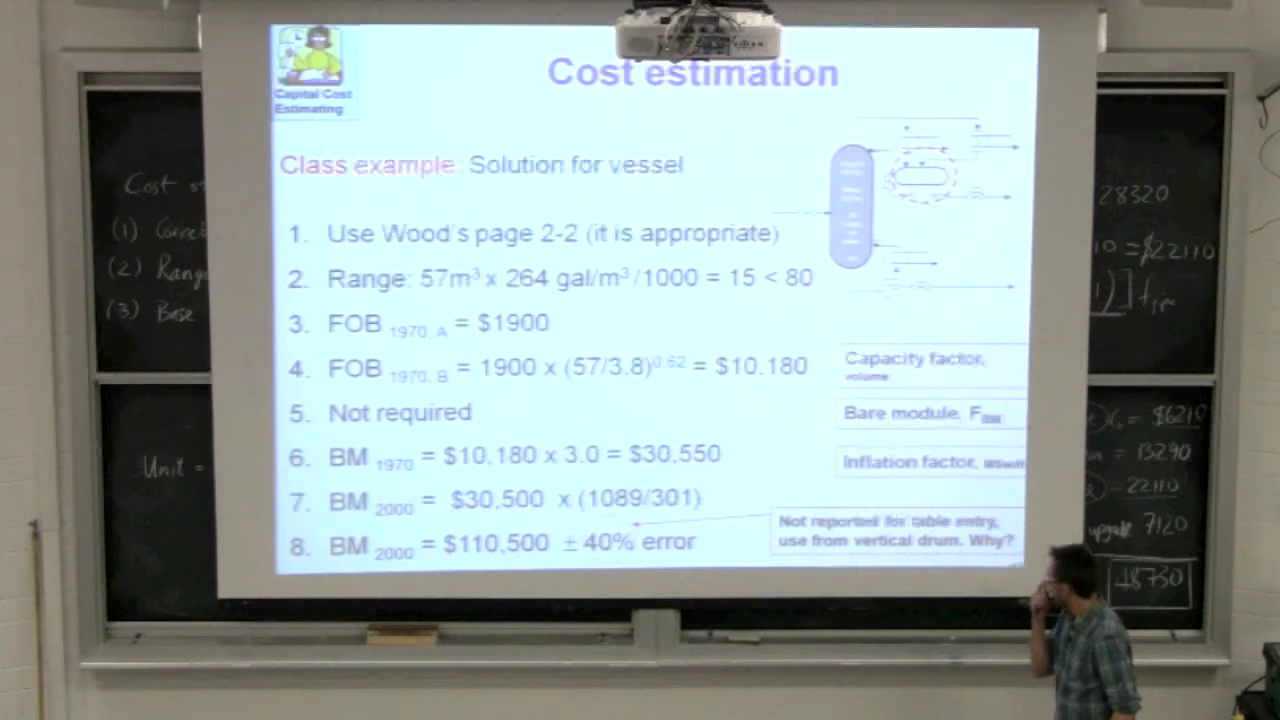 Capital Cost
Estimating
Cost estimation
Class example: Solution for vessel
1. Use Wood's page 2-2 (it is appropriate)
2. Range: 57m³ x 264 gal/m³/1000 = 15 < 80
3. FOB 1970, A = $1900
4. FOB 1970, B = 1900 x (57/3.8)^0.62 = $10,180
5. Not required
6. BM 1970 = $10,180 x 3.0 = $30,550
7. BM 2000 = $30,500 x (1089/301)
8. BM 2000 = $110,500 ± 40% error
Capacity factor,
volume
Bare module, F
Inflation factor,
Not reported for table entry,
use from vertical drum. Why?
Cost
(1)
(2) Range
(3) Base
Unit =
28320
10 = $22110
= $6210
= 13290
= 22110
7120